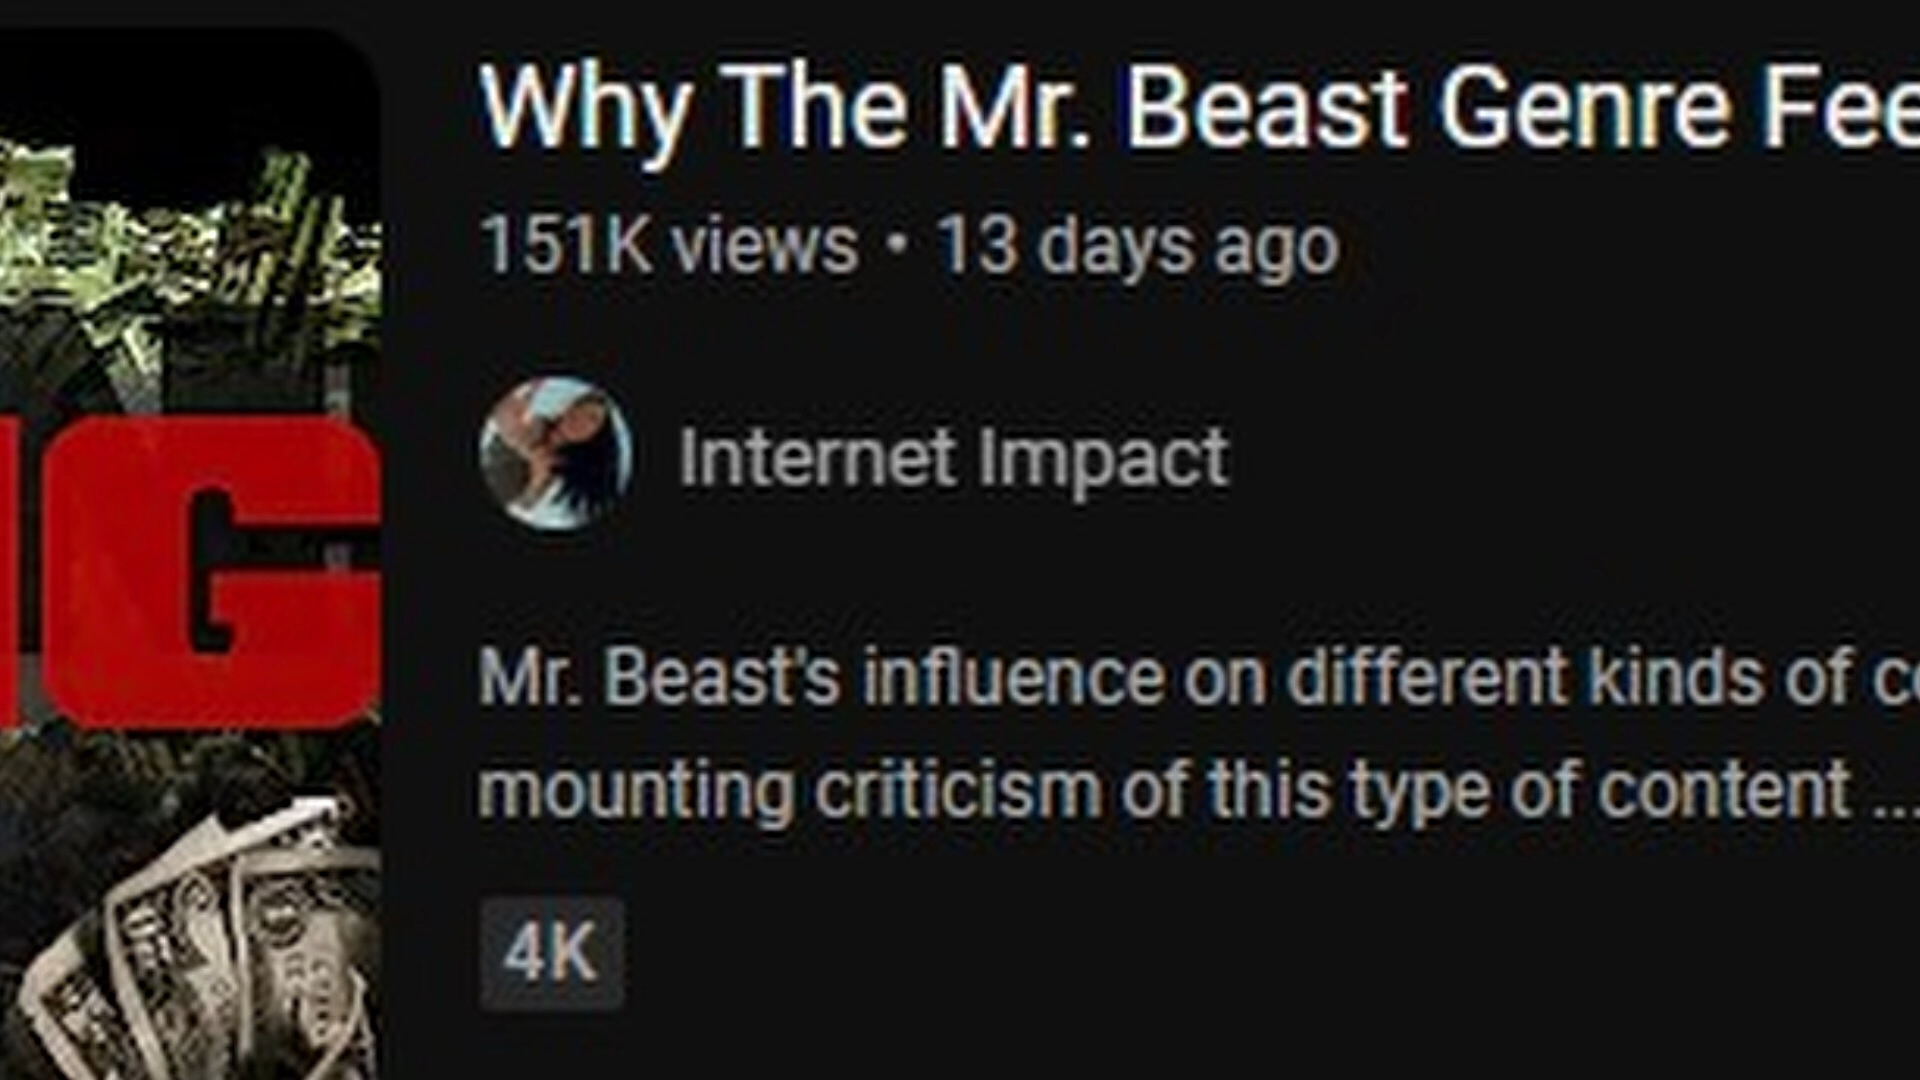 Why The Mr. Beast Genre Fee
151K views • 13 days ago
Internet Impact
G
Mr. Beast's influence on different kinds of co
mounting criticism of this type of content ...
4K